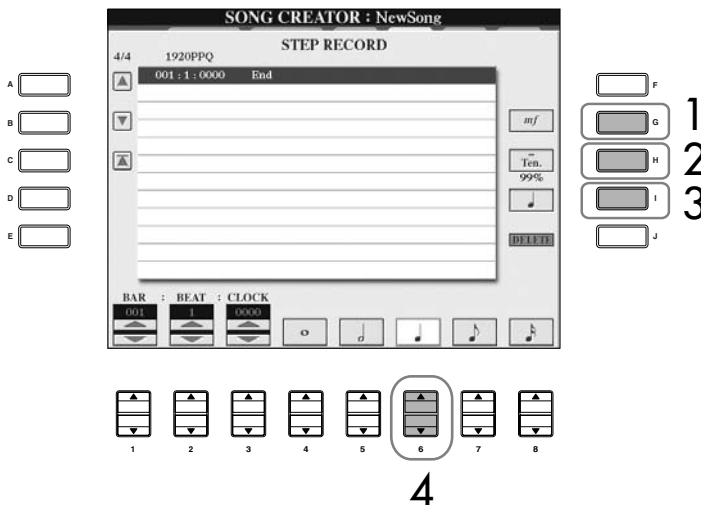 SONG CREATOR : NewSong
STEP RECORD
4/4 1920PPQ
001 : 1 : 0000 End
A
B
C
D
E
F
G
H
I
J
1
2
3
mf
Ten.
99%
DELETE
BAR : BEAT : CLOCK
001 1 0000
1 2 3 4 5 6 7 8
4